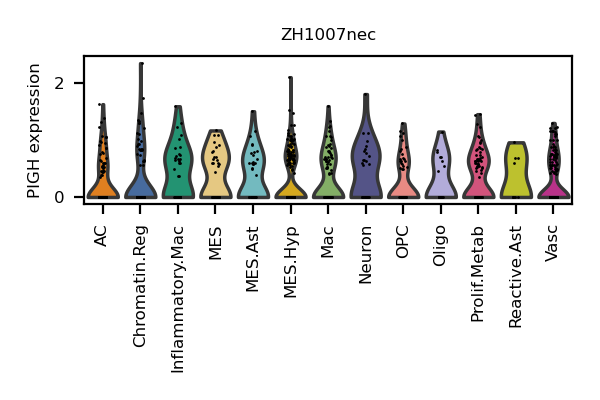 ZH1007nec
PIGH expression
2
0
AC
Chromatin.Reg
Inflammatory.Mac
MES
MES.Ast
MES.Hyp
Mac
Neuron
OPC
Oligo
Prolif.Metab
Reactive.Ast
Vasc